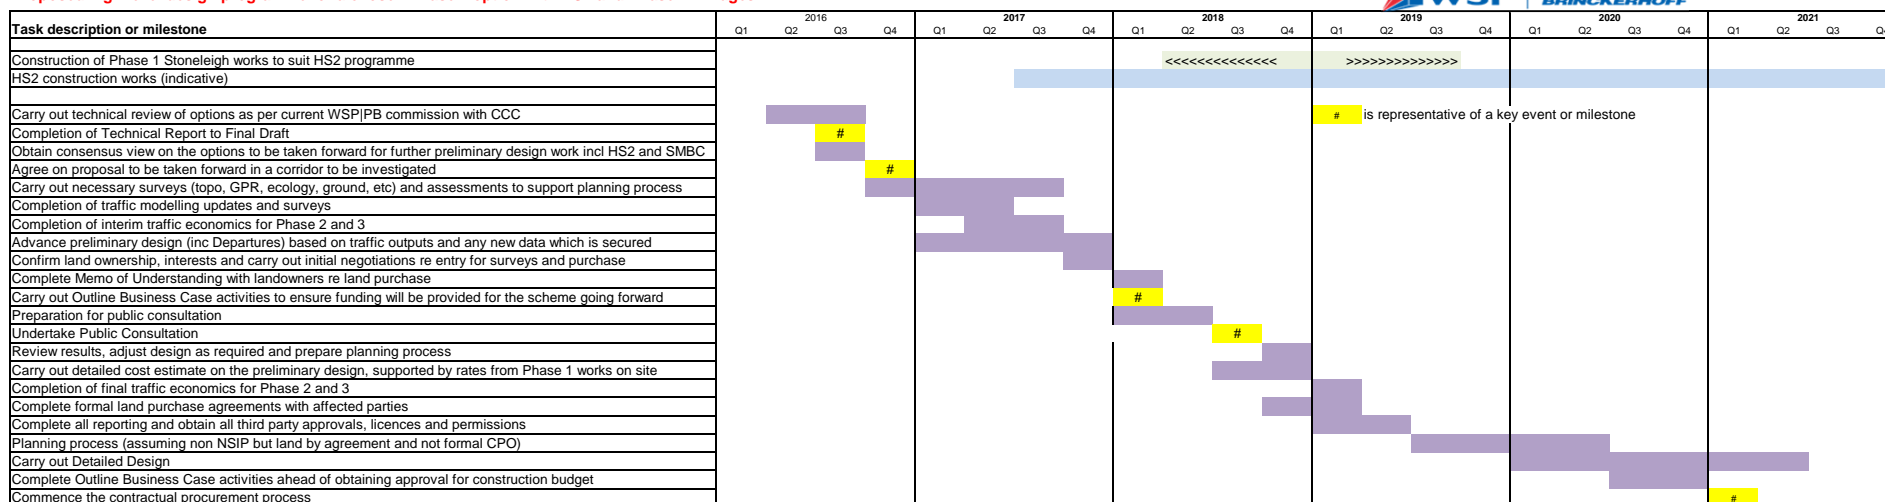 BRINCKERHOFF
2016 2017 2018 2019 2020 2021
Task description or milestone Q1 Q2 Q3 Q4 Q1 Q2 Q3 Q4 Q1 Q2 Q3 Q4 Q1 Q2 Q3 Q4 Q1 Q2 Q3 Q4 Q1 Q2 Q3
Construction of Phase 1 Stoneleigh works to suit HS2 programme <<<<<<<<<<<<<< >>>>>>>>>>>>>>
HS2 construction works (indicative)
Carry out technical review of options as per current WSP|PB commission with CCC # is representative of a key event or milestone
Completion of Technical Report to Final Draft #
Obtain consensus view on the options to be taken forward for further preliminary design work incl HS2 and SMBC
Agree on proposal to be taken forward in a corridor to be investigated #
Carry out necessary surveys (topo, GPR, ecology, ground, etc) and assessments to support planning process
Completion of traffic modelling updates and surveys
Completion of interim traffic economics for Phase 2 and 3
Advance preliminary design (inc Departures) based on traffic outputs and any new data which is secured
Confirm land ownership, interests and carry out initial negotiations re entry for surveys and purchase
Complete Memo of Understanding with landowners re land purchase
Carry out Outline Business Case activities to ensure funding will be provided for the scheme going forward #
Preparation for public consultation
Undertake Public Consultation #
Review results, adjust design as required and prepare planning process
Carry out detailed cost estimate on the preliminary design, supported by rates from Phase 1 works on site
Completion of final traffic economics for Phase 2 and 3
Complete formal land purchase agreements with affected parties
Complete all reporting and obtain all third party approvals, licences and permissions
Planning process (assuming non NSIP but land by agreement and not formal CPO)
Carry out Detailed Design
Complete Outline Business Case activities ahead of obtaining approval for construction budget
Commence the contractual procurement process #